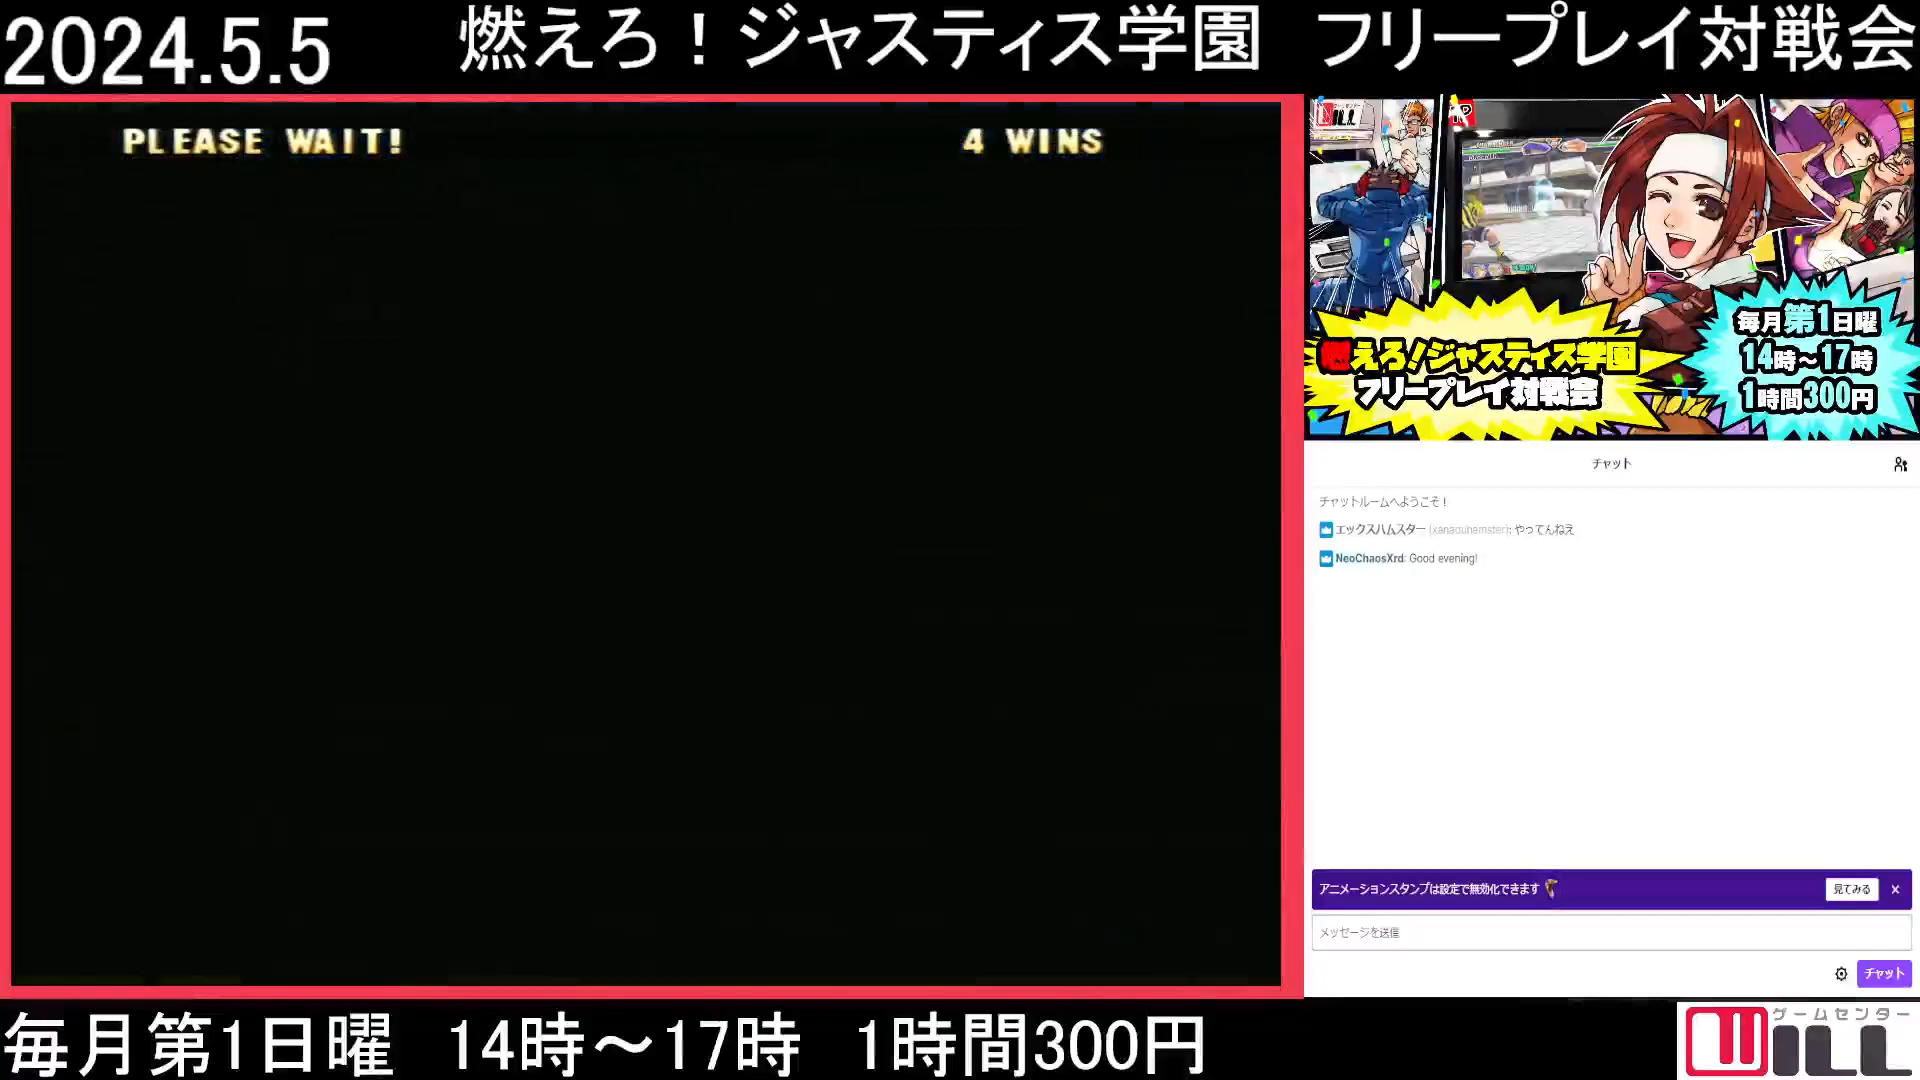 2024.5.5 燃えろ！ジャスティス学園 フリープレイ対戦会
PLEASE WAIT!
4 WINS
毎月第1日曜
14時～17時
1時間300円
燃えろ!ジャスティス学園
フリープレイ対戦会
チャット
チャットルームへようこそ！
エックスハムスター (xanaduhamster): やってんねえ
NeoChaosXrd: Good evening!
アニメーションスタンプは設定で無効化できます
見てみる
メッセージを送信
チャット
毎月第1日曜 14時～17時 1時間300円
ゲームセンター
WILL